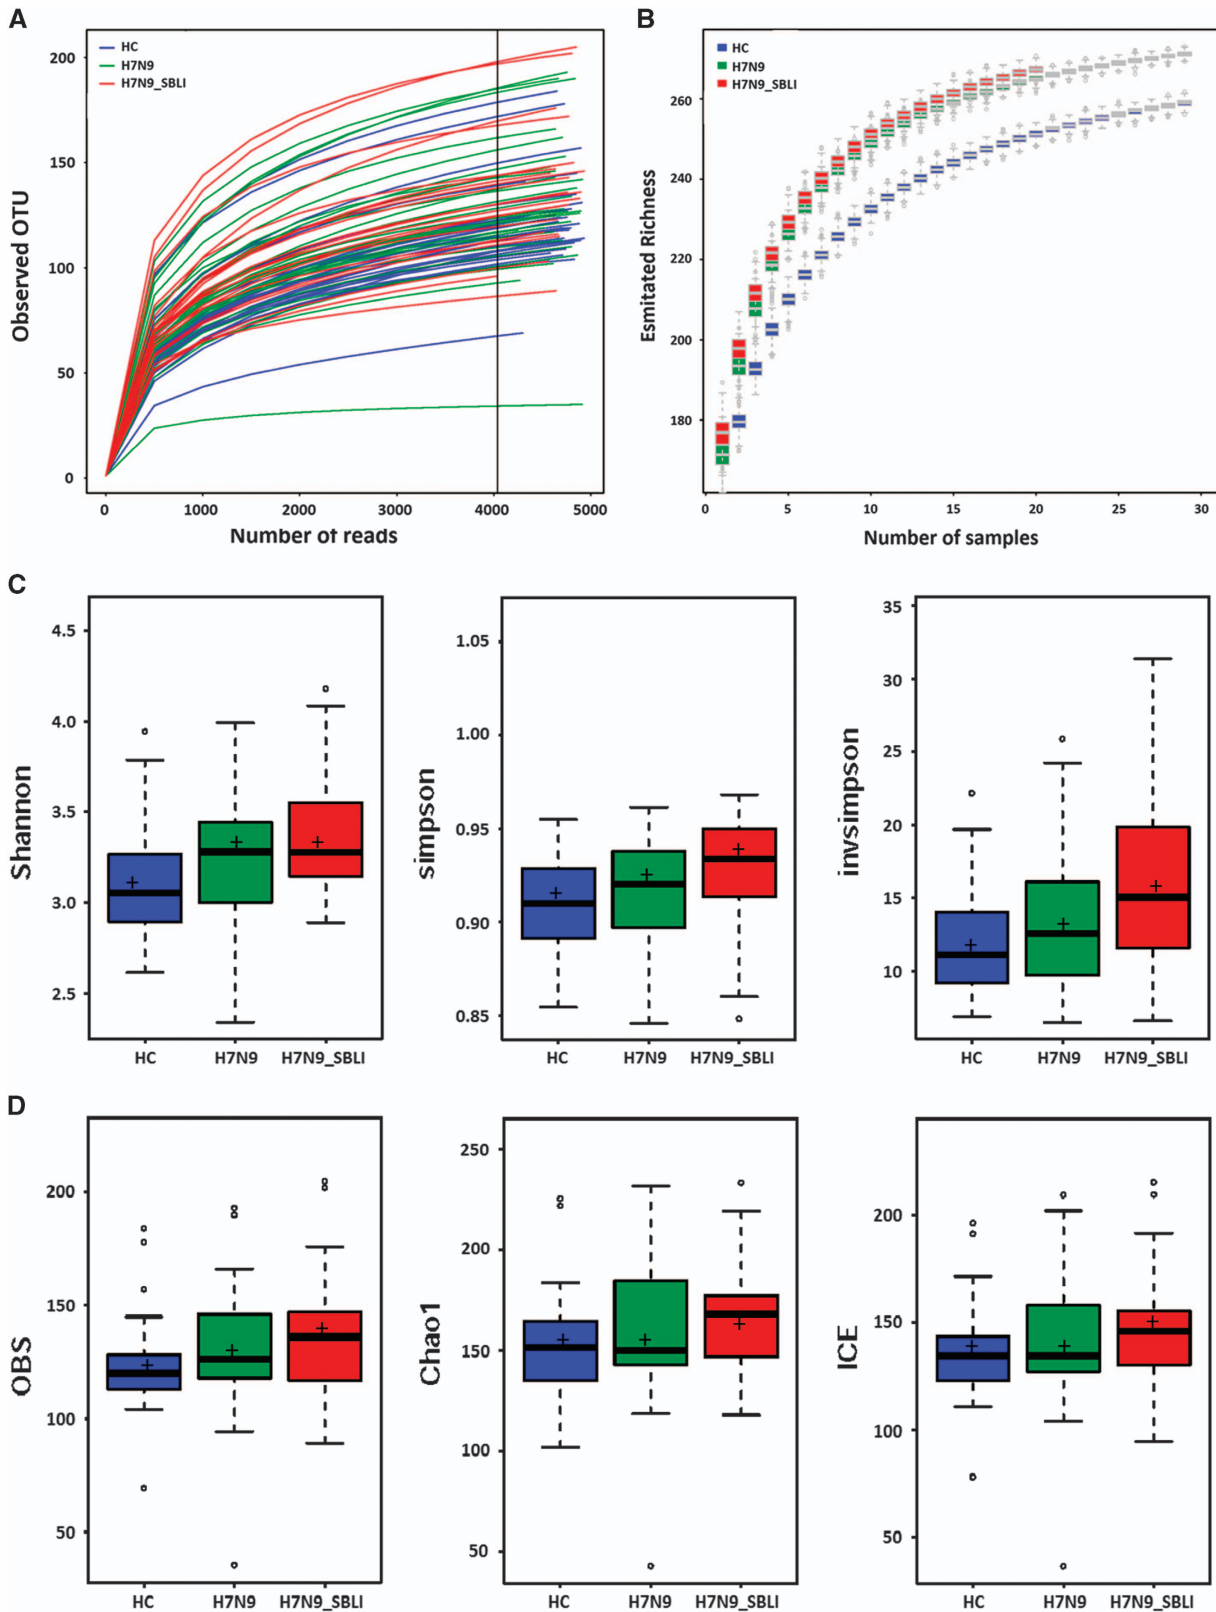 A
HC
H7N9
H7N9_SBLI
Observed OTU
200
150
100
50
0
0 1000 2000 3000 4000 5000
Number of reads
B
HC
H7N9
H7N9_SBLI
Esmitated Richness
260
240
220
200
180
0 5 10 15 20 25 30
Number of samples
C
Shannon
4.5
4.0
3.5
3.0
2.5
HC H7N9 H7N9_SBLI
simpson
1.05
1.00
0.95
0.90
0.85
HC H7N9 H7N9_SBLI
invsimpson
35
30
25
20
15
10
HC H7N9 H7N9_SBLI
D
OBS
200
150
100
50
HC H7N9 H7N9_SBLI
Chao1
250
200
150
100
50
HC H7N9 H7N9_SBLI
ICE
200
150
100
50
HC H7N9 H7N9_SBLI